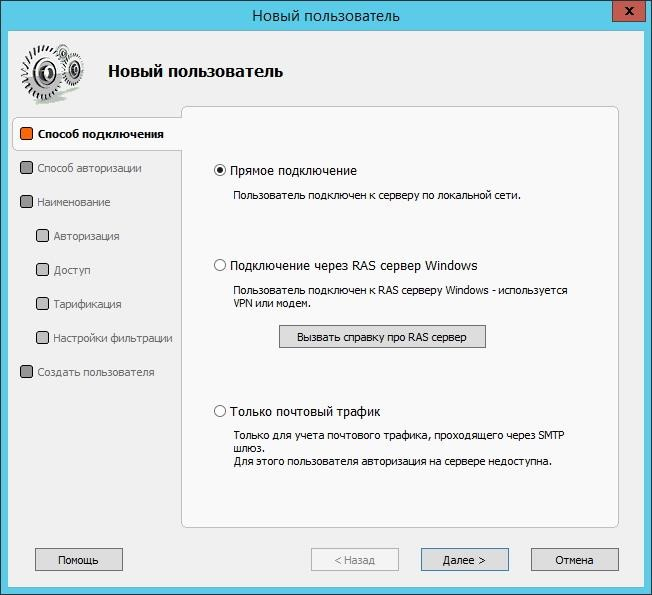 Новый пользователь
x
Новый пользователь
Способ подключения
Способ авторизации
Наименование
Авторизация
Доступ
Тарификация
Настройки фильтрации
Создать пользователя
Прямое подключение
Пользователь подключен к серверу по локальной сети.
Подключение через RAS сервер Windows
Пользователь подключен к RAS серверу Windows - используется
VPN или модем.
Вызвать справку про RAS сервер
Только почтовый трафик
Только для учета почтового трафика, проходящего через SMTP
шлюз.
Для этого пользователя авторизация на сервере недоступна.
Помощь
< Назад
Далее >
Отмена